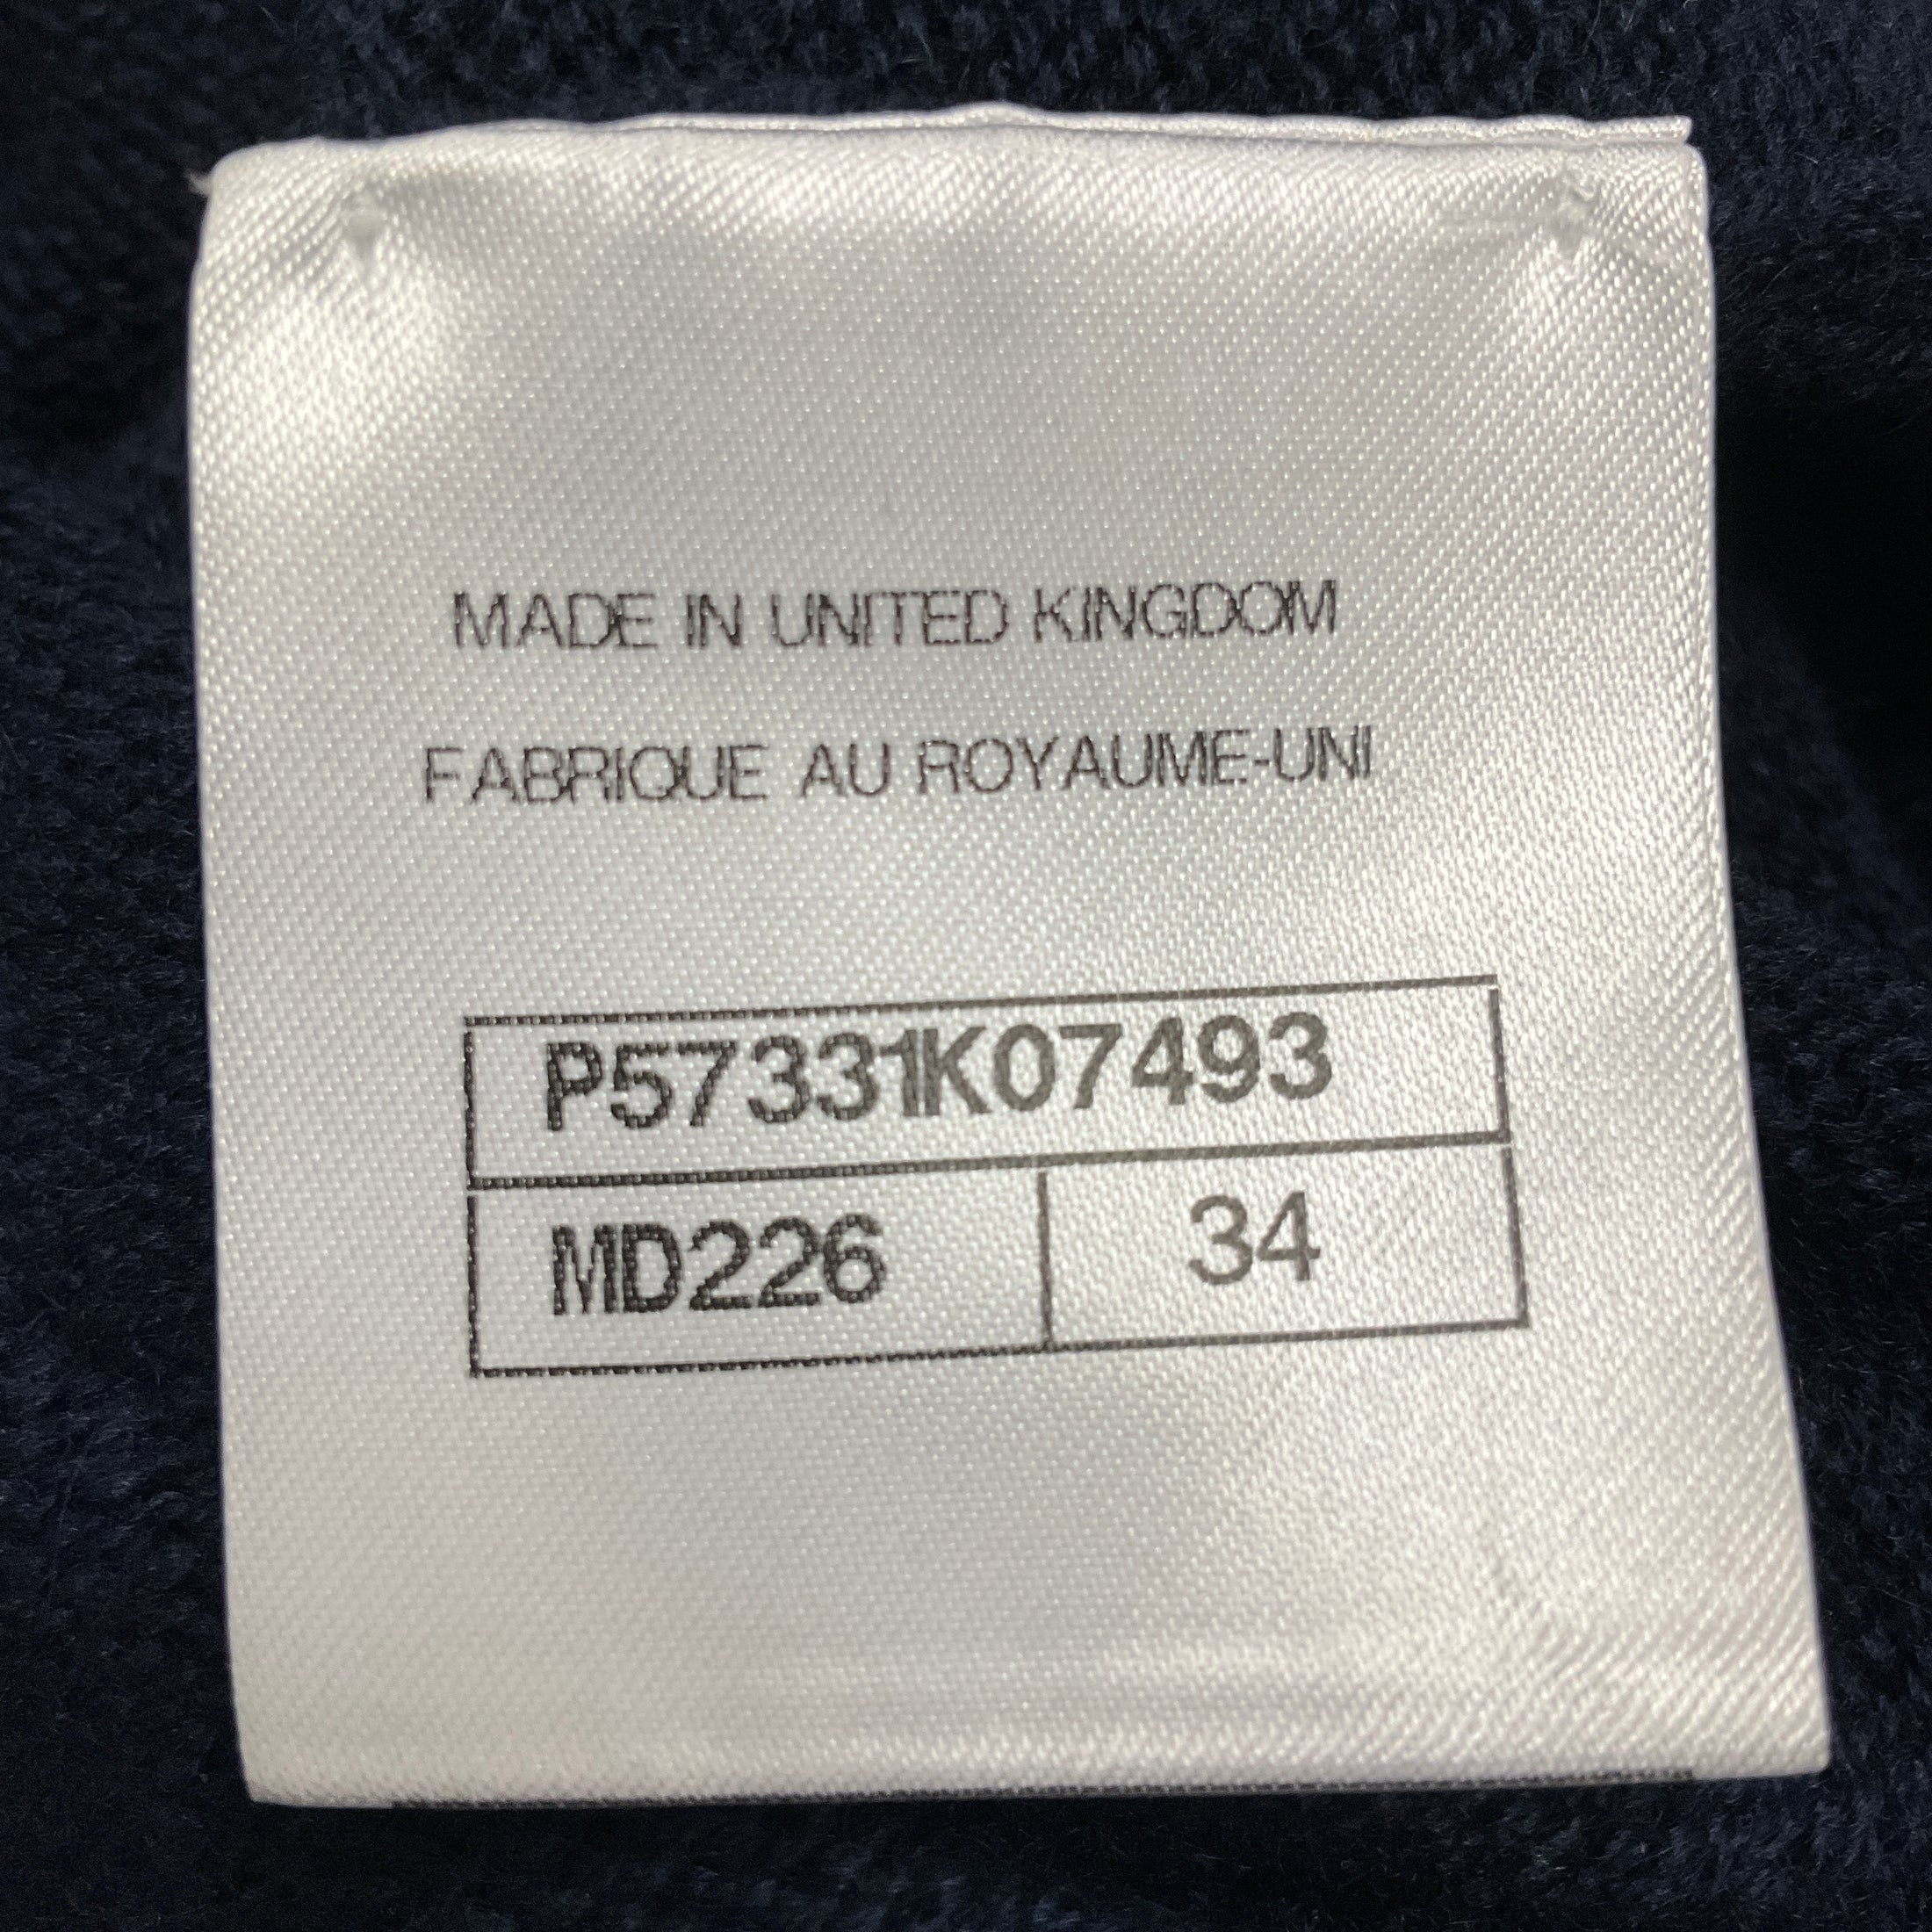 MADE IN UNITED KINGDOM
FABRIQUE AU ROYAUME-UNI
P57331K07493
MD226 34